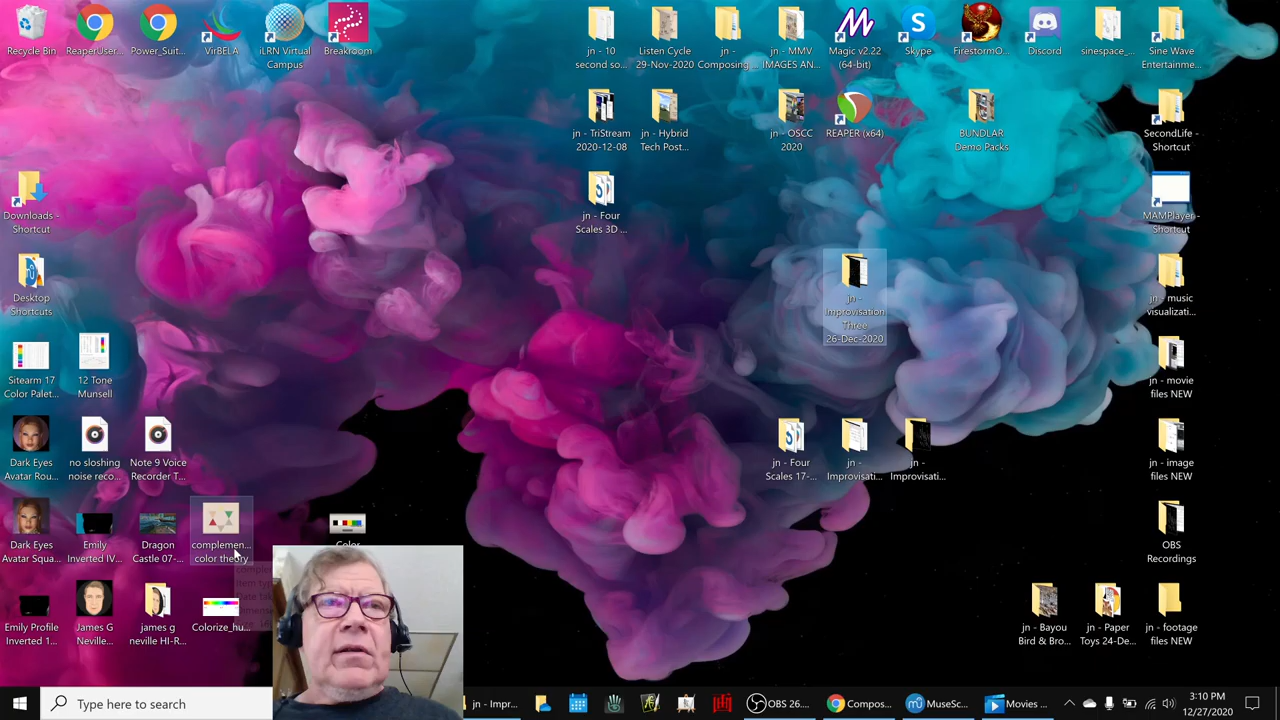 Recycle Bin
ReaperUser...
Power_Suit...
VirBELA
iLRN Virtual
Campus
Breakroom
jn - 10
second so...
Listen Cycle
29-Nov-2020
jn -
Composing...
jn - MMV
IMAGES AN...
Magic v2.22
(64-bit)
Skype
FirestormO...
Discord
sinespace_...
Sine Wave
Entertainme...
jn - TriStream
2020-12-08
jn - Hybrid
Tech Post...
jn - OSCC
2020
REAPER (x64)
BUNDLAR
Demo Packs
SecondLife -
Shortcut
Downloads -
Shortcut
jn - Four
Scales 3D ...
MAMPlayer -
Shortcut
Desktop
Shortcuts
jn -
Improvisation
Three
26-Dec-2020
jn - music
visualizati...
Sitearm 17
Color Palet...
12 Tone
Munsell
jn - movie
files NEW
Dark Eyes
Avatar Rou...
no sloshing
noise reco...
Note 9 Voice
Recorder T...
jn - Four
Scales 17-...
jn -
Improvisati...
jn -
Improvisati...
jn - image
files NEW
Dark Eyes
Avatar Squa...
Emily
Inverted IV...
Dragon
Castle 07-...
complemen...
color theory
Color
OBS
Recordings
Emily Profile
Inverted 1...
James G
Neville...
james g
neville HI-R...
Colorize_hu...
jn - Bayou
Bird & Bro...
jn - Paper
Toys 24-De...
jn - footage
files NEW
Type here to search
jn - Impr...
OBS 26....
Compos...
MuseSc...
Movies ...
3:10 PM
12/27/2020